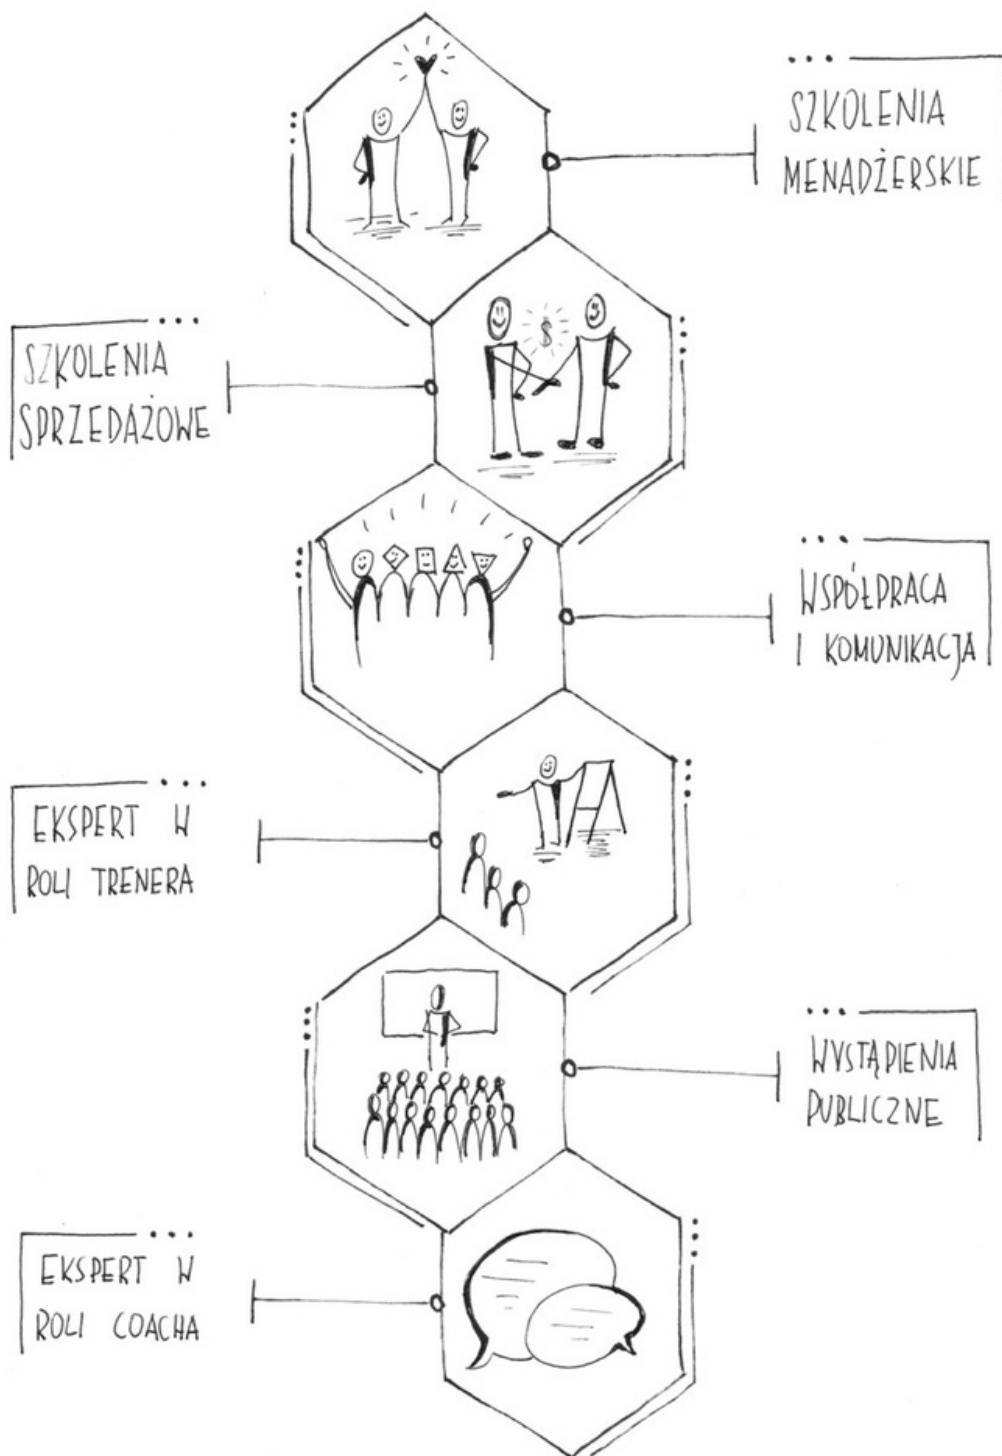 SZKOLENIA
MENADŻERSKIE
SZKOLENIA
SPRZEDAŻOWE
$
WSPÓŁPRACA
I KOMUNIKACJA
EKSPERT W
ROLI TRENERA
WYSTĄPIENIA
PUBLICZNE
EKSPERT W
ROLI COACHA